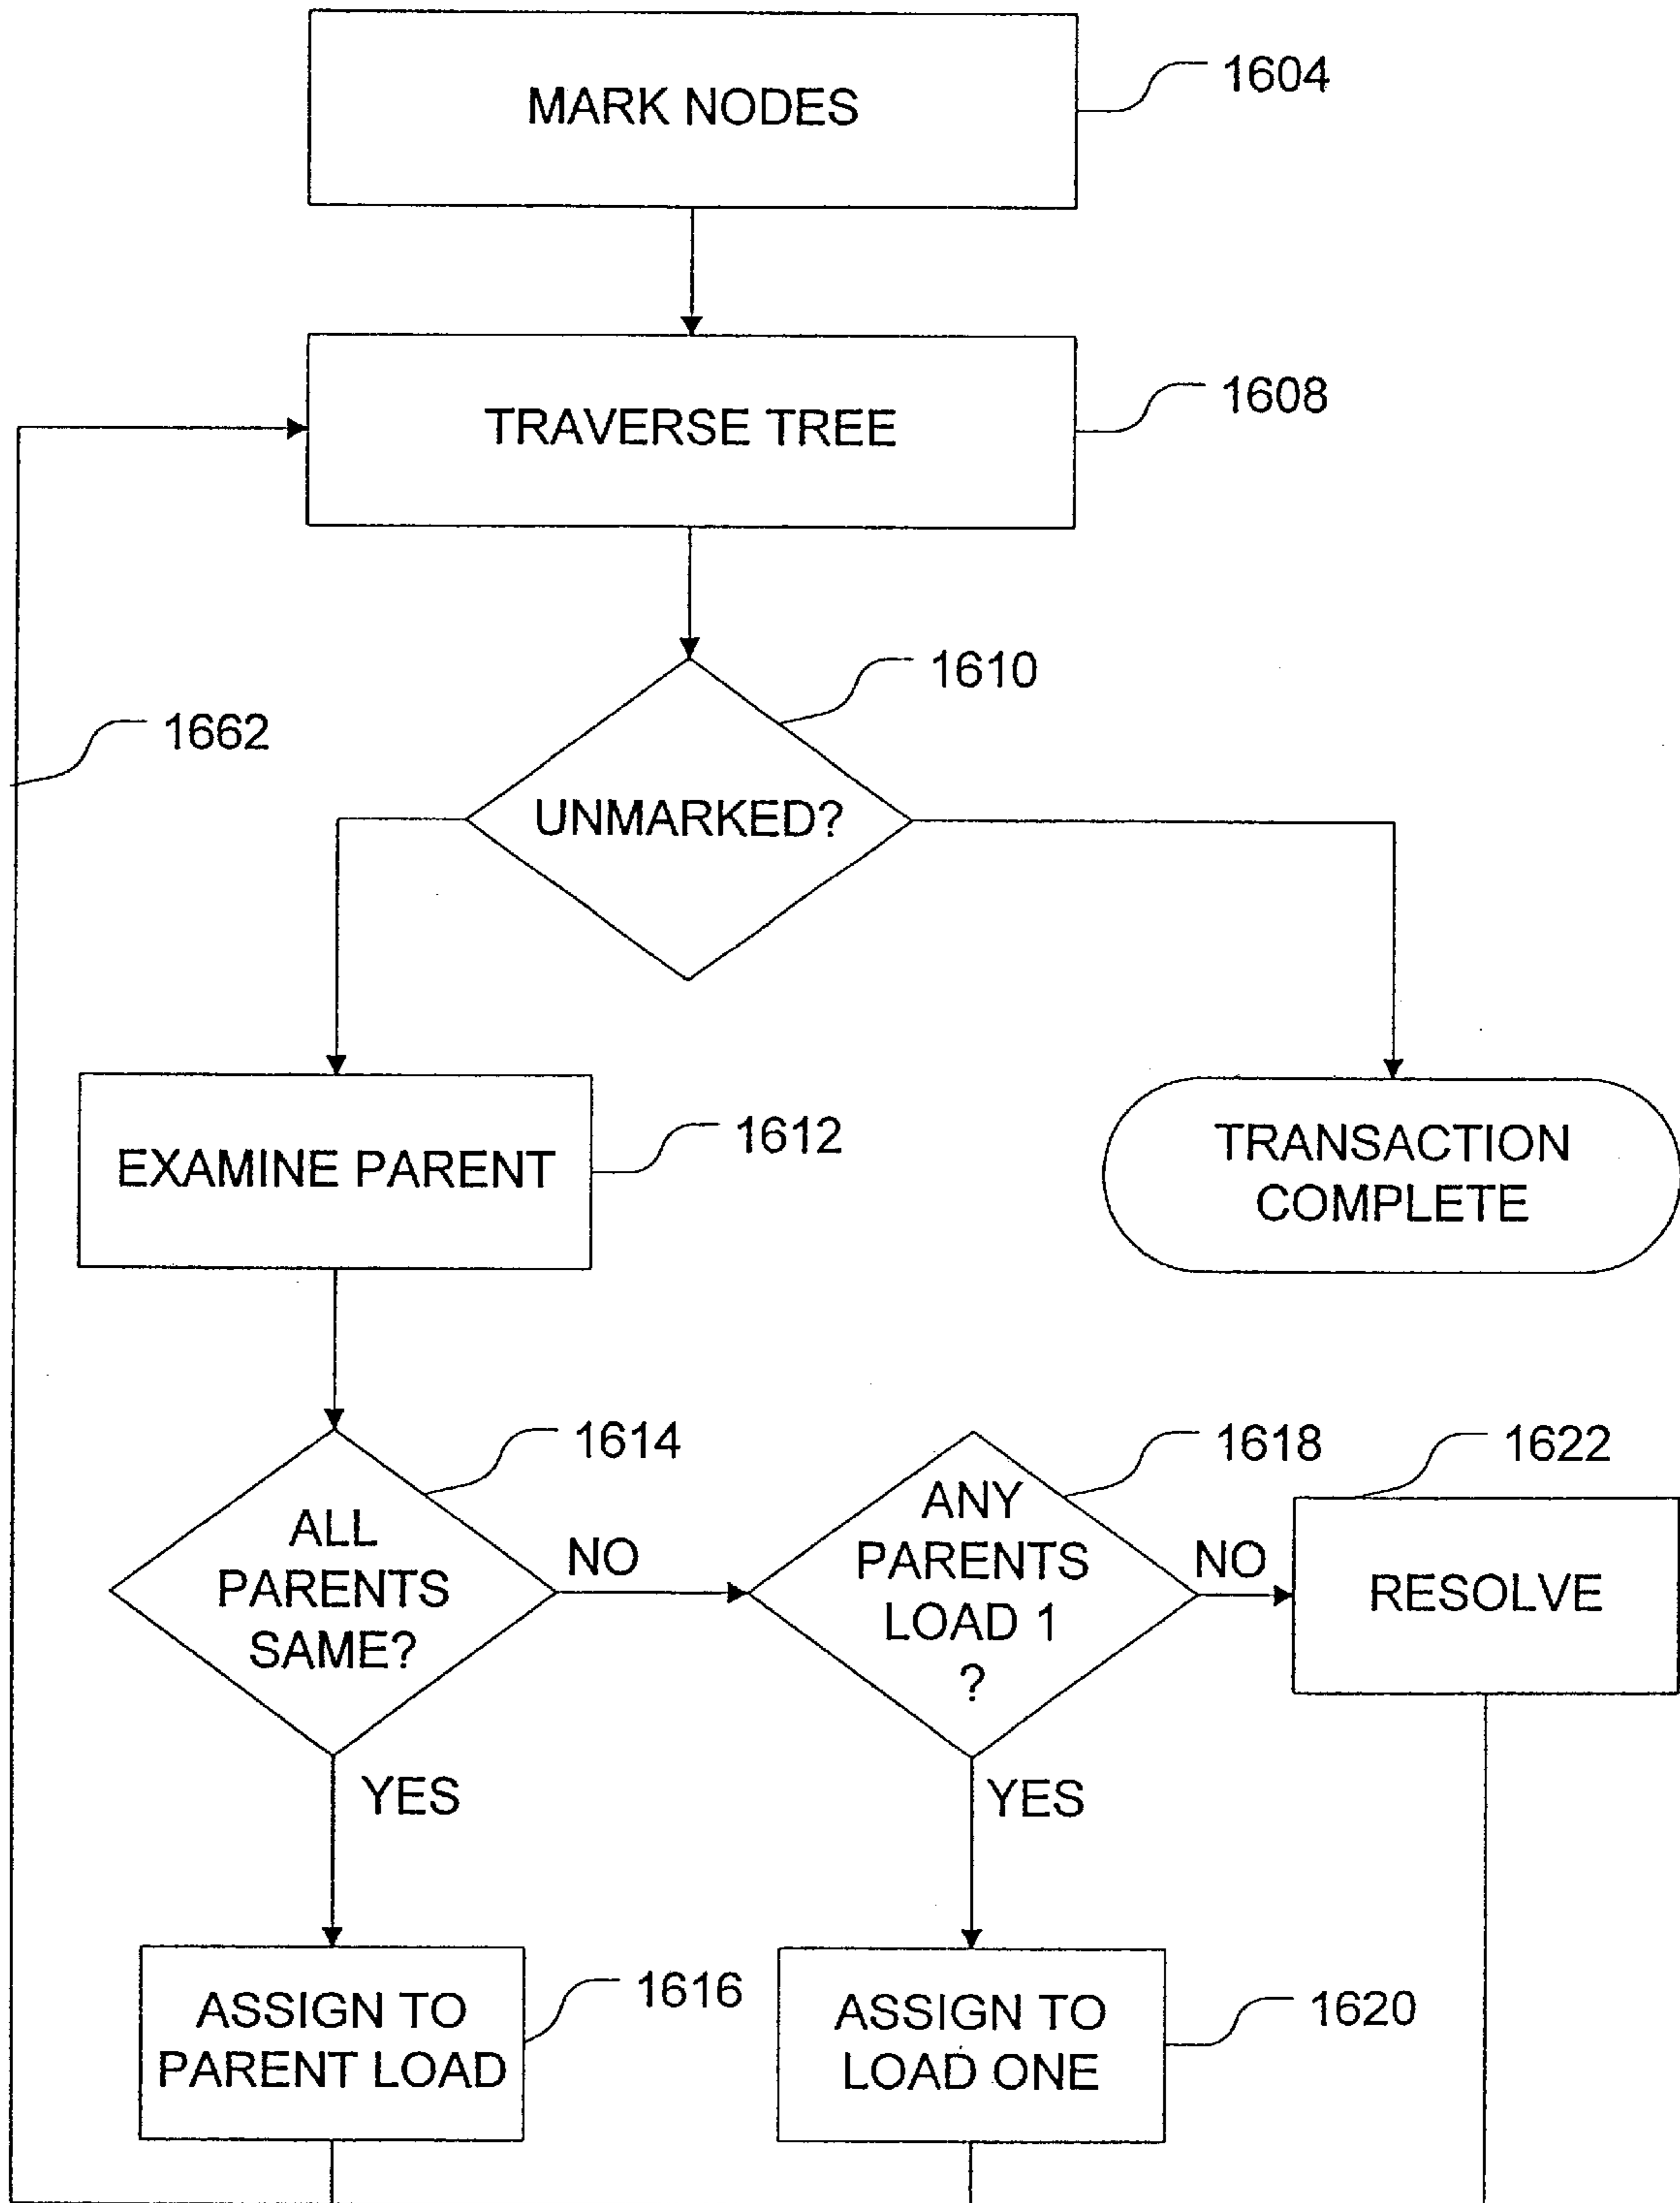 MARK NODES
1604
TRAVERSE TREE
1608
1610
1662
UNMARKED?
EXAMINE PARENT
1612
TRANSACTION
COMPLETE
1614
ALL
PARENTS
SAME?
NO
YES
1618
ANY
PARENTS
LOAD 1
?
NO
YES
1622
RESOLVE
ASSIGN TO
PARENT LOAD
1616
ASSIGN TO
LOAD ONE
1620